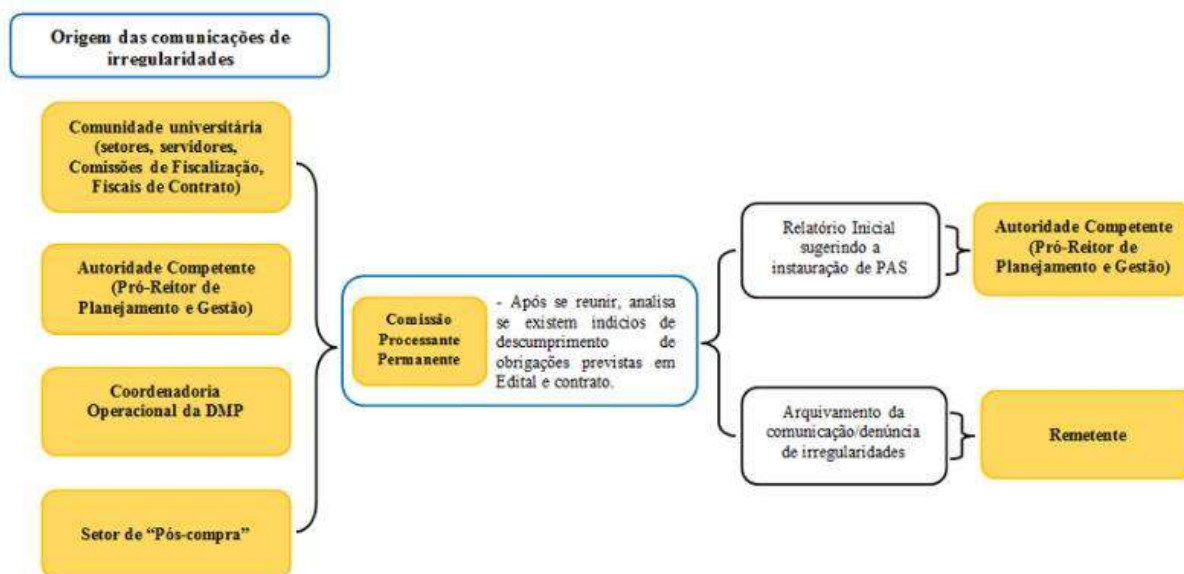 Origem das comunicações de
irregularidades
Comunidade universitária
(setores, servidores,
Comissões de Fiscalização,
Fiscais de Contrato)
Autoridade Competente
(Pró-Reitor de
Planejamento e Gestão)
Coordenadoria
Operacional da DMP
Setor de “Pós-compra”
Comissão
Processante
Permanente
- Após se reunir, analisa
se existem indícios de
descumprimento de
obrigações previstas em
Edital e contrato.
Relatório Inicial
sugerindo a
instauração de PAS
Autoridade Competente
(Pró-Reitor de
Planejamento e Gestão)
Arquivamento da
comunicação/denúncia
de irregularidades
Remetente